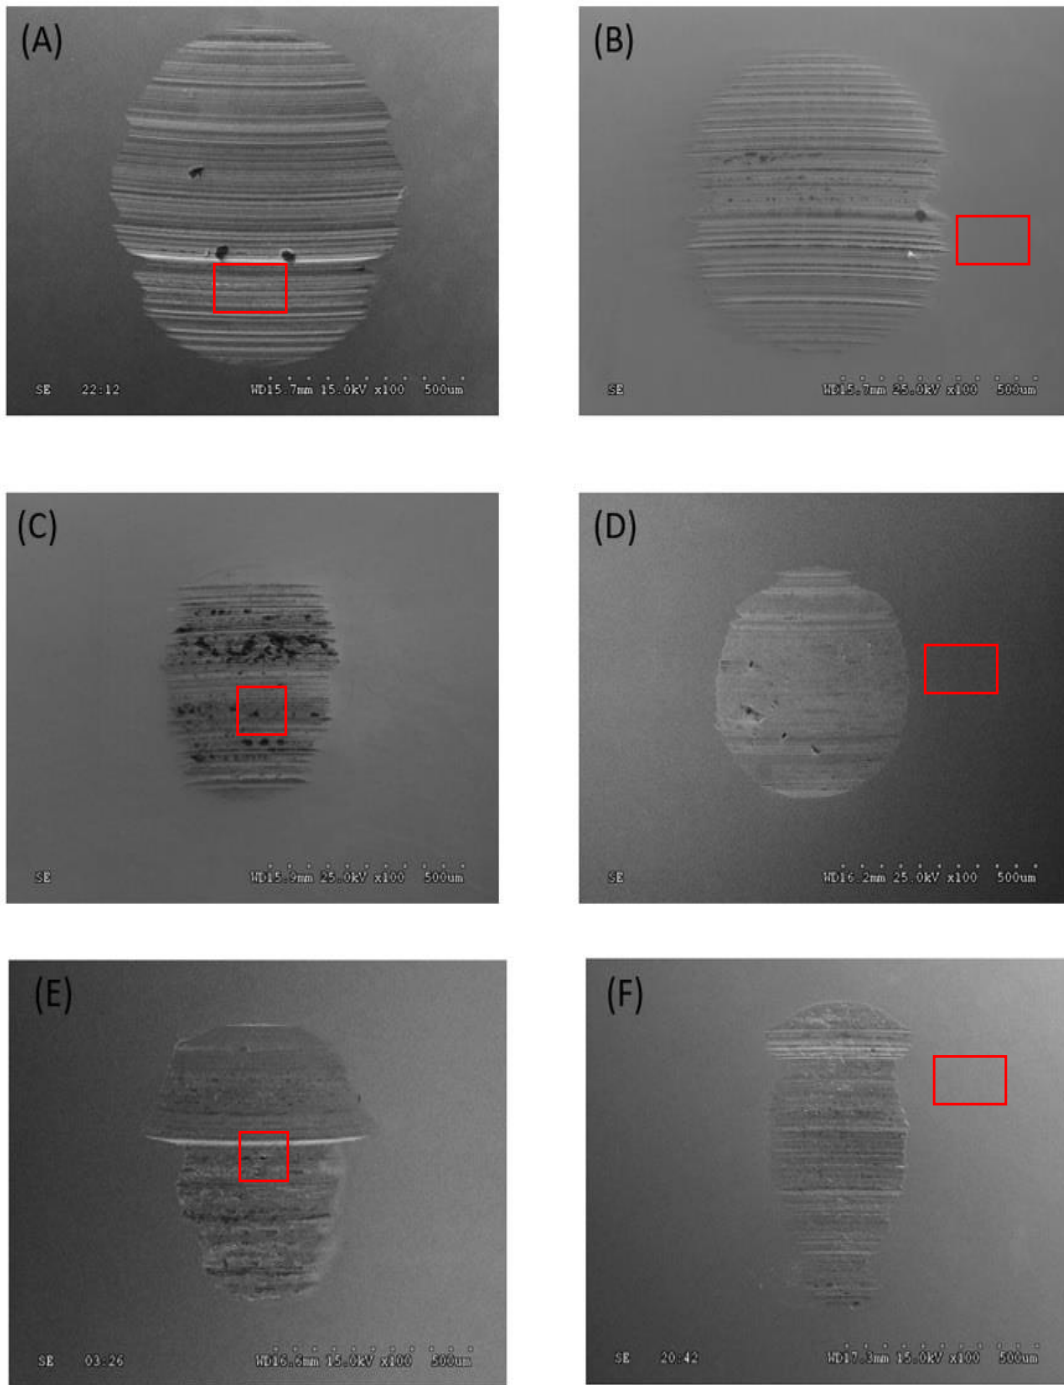 (A)
SE 22:12 WD15.7mm 15.0kV x100 500um
(B)
SE WD15.7mm 25.0kV x100 500um
(C)
SE WD15.9mm 25.0kV x100 500um
(D)
SE WD16.2mm 25.0kV x100 500um
(E)
SE 03:26 WD16.6mm 15.0kV x100 500um
(F)
SE 20:42 WD17.3mm 15.0kV x100 500um